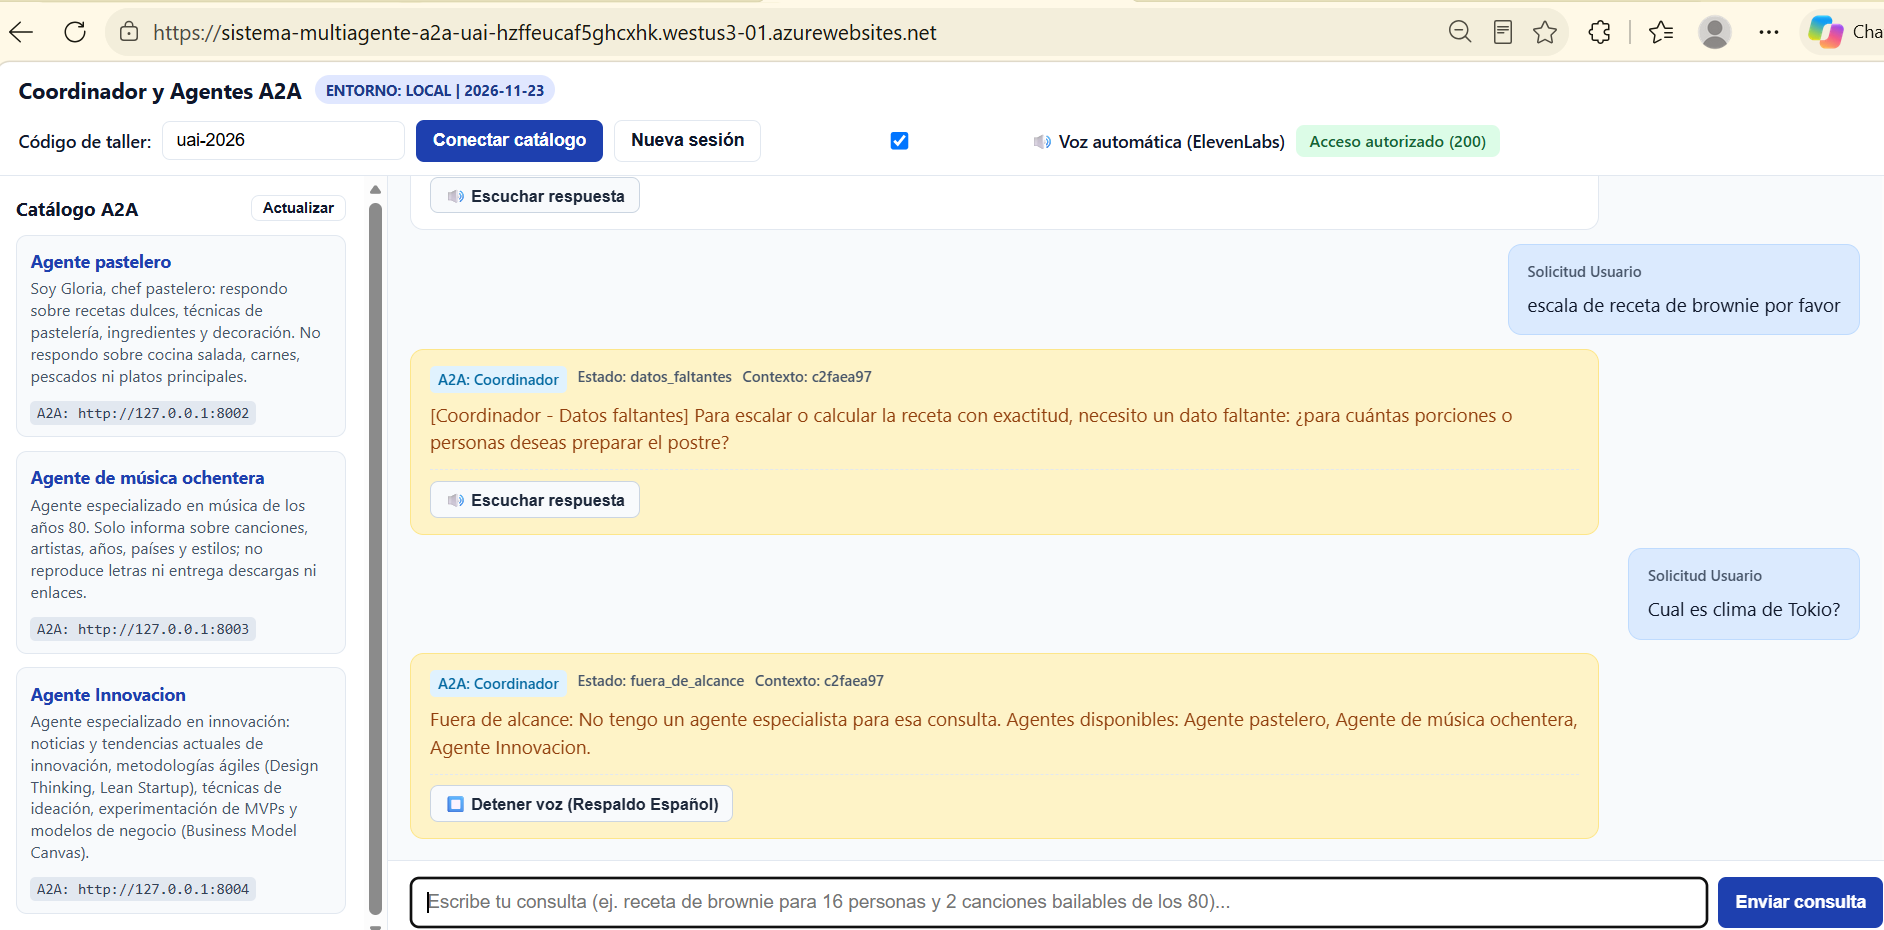 https://sistema-multiagente-a2a-uai-hzffeucaf5ghcxhk.westus3-01.azurewebsites.net
Cha
Coordinador y Agentes A2A
ENTORNO: LOCAL | 2026-11-23
Código de taller:
uai-2026
Conectar catálogo
Nueva sesión
Voz automática (ElevenLabs)
Acceso autorizado (200)
Catálogo A2A
Actualizar
Agente pastelero
Soy Gloria, chef pastelero: respondo
sobre recetas dulces, técnicas de
pastelería, ingredientes y decoración. No
respondo sobre cocina salada, carnes,
pescados ni platos principales.
A2A: http://127.0.0.1:8002
Agente de música ochentera
Agente especializado en música de los
años 80. Solo informa sobre canciones,
artistas, años, países y estilos; no
reproduce letras ni entrega descargas ni
enlaces.
A2A: http://127.0.0.1:8003
Agente Innovacion
Agente especializado en innovación:
noticias y tendencias actuales de
innovación, metodologías ágiles (Design
Thinking, Lean Startup), técnicas de
ideación, experimentación de MVPs y
modelos de negocio (Business Model
Canvas).
A2A: http://127.0.0.1:8004
Escuchar respuesta
Solicitud Usuario
escala de receta de brownie por favor
A2A: Coordinador
Estado: datos_faltantes
Contexto: c2faea97
[Coordinador - Datos faltantes] Para escalar o calcular la receta con exactitud, necesito un dato faltante: ¿para cuántas porciones o
personas deseas preparar el postre?
Escuchar respuesta
Solicitud Usuario
Cual es clima de Tokio?
A2A: Coordinador
Estado: fuera_de_alcance
Contexto: c2faea97
Fuera de alcance: No tengo un agente especialista para esa consulta. Agentes disponibles: Agente pastelero, Agente de música ochentera,
Agente Innovacion.
Detener voz (Respaldo Español)
Escribe tu consulta (ej. receta de brownie para 16 personas y 2 canciones bailables de los 80)...
Enviar consulta